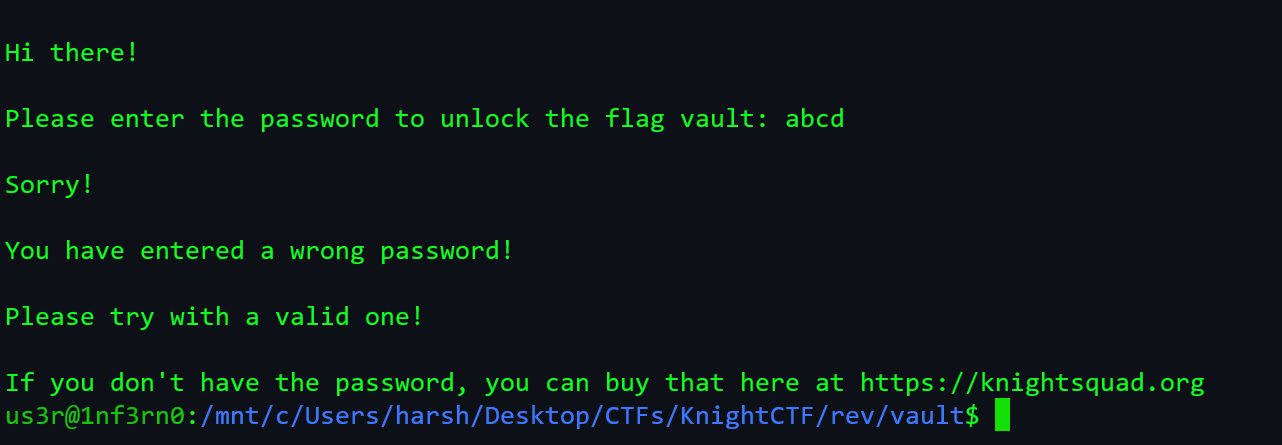 Hi there!
Please enter the password to unlock the flag vault: abcd
Sorry!
You have entered a wrong password!
Please try with a valid one!
If you don't have the password, you can buy that here at https://knightsquad.org
us3r@1nf3rn0:/mnt/c/Users/harsh/Desktop/CTFs/KnightCTF/rev/vault$